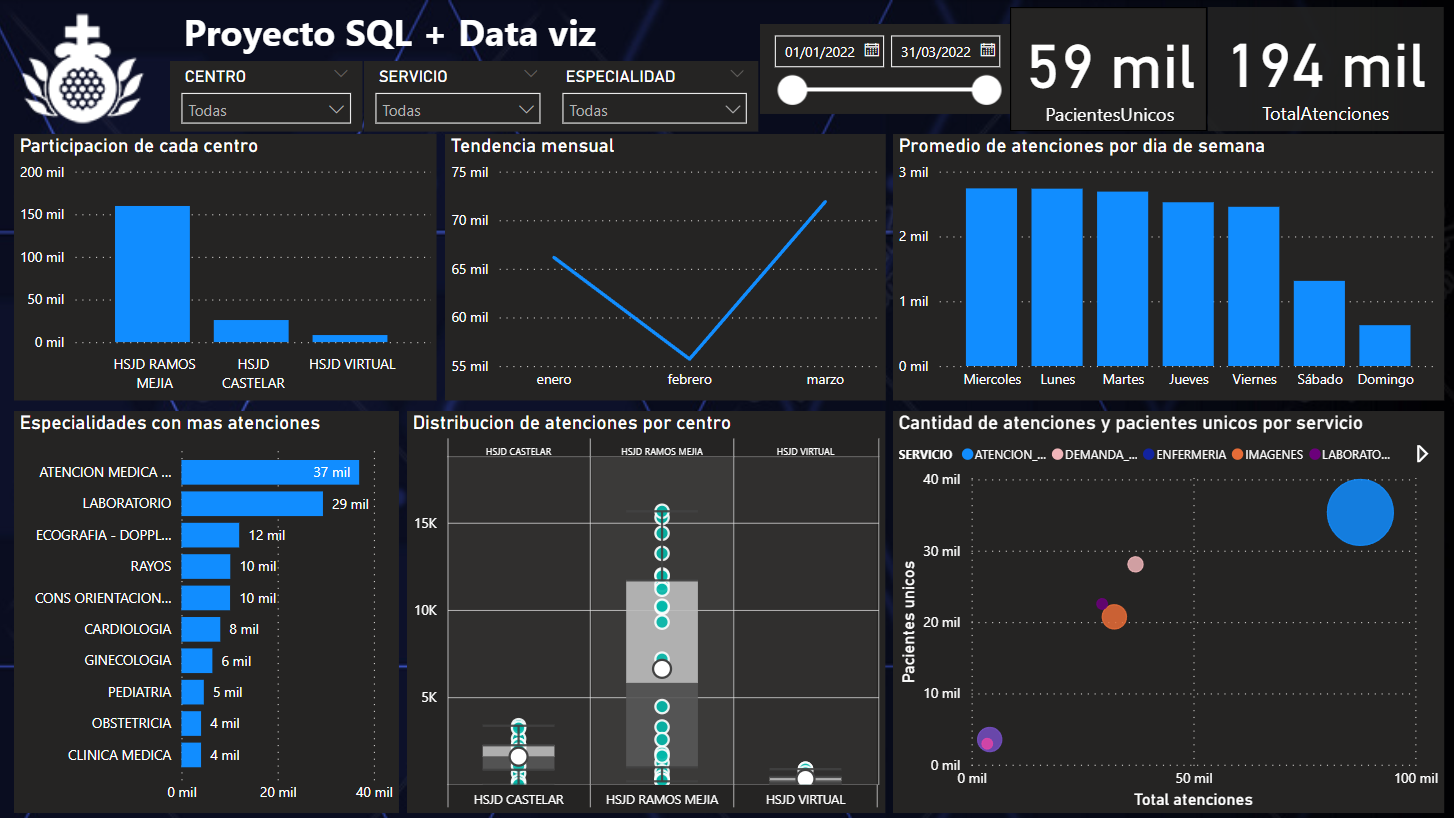 Proyecto SQL + Data viz
CENTRO
Todas
SERVICIO
Todas
ESPECIALIDAD
Todas
01/01/2022
31/03/2022
59 mil
PacientesUnicos
194 mil
TotalAtenciones
Participacion de cada centro
200 mil
150 mil
100 mil
50 mil
0 mil
HSJD RAMOS
MEJIA
HSJD
CASTELAR
HSJD VIRTUAL
Tendencia mensual
75 mil
70 mil
65 mil
60 mil
55 mil
enero
febrero
marzo
Promedio de atenciones por dia de semana
3 mil
2 mil
1 mil
0 mil
Miercoles
Lunes
Martes
Jueves
Viernes
Sábado
Domingo
Especialidades con mas atenciones
ATENCION MEDICA ...
37 mil
LABORATORIO
29 mil
ECOGRAFIA - DOPPL...
12 mil
RAYOS
10 mil
CONS ORIENTACION...
10 mil
CARDIOLOGIA
8 mil
GINECOLOGIA
6 mil
PEDIATRIA
5 mil
OBSTETRICIA
4 mil
CLINICA MEDICA
4 mil
0 mil
20 mil
40 mil
Distribucion de atenciones por centro
HSJD CASTELAR
HSJD RAMOS MEJIA
HSJD VIRTUAL
15K
10K
5K
HSJD CASTELAR
HSJD RAMOS MEJIA
HSJD VIRTUAL
Cantidad de atenciones y pacientes unicos por servicio
SERVICIO
ATENCION_...
DEMANDA_...
ENFERMERIA
IMAGENES
LABORATO...
Pacientes unicos
40 mil
30 mil
20 mil
10 mil
0 mil
0 mil
50 mil
100 mil
Total atenciones